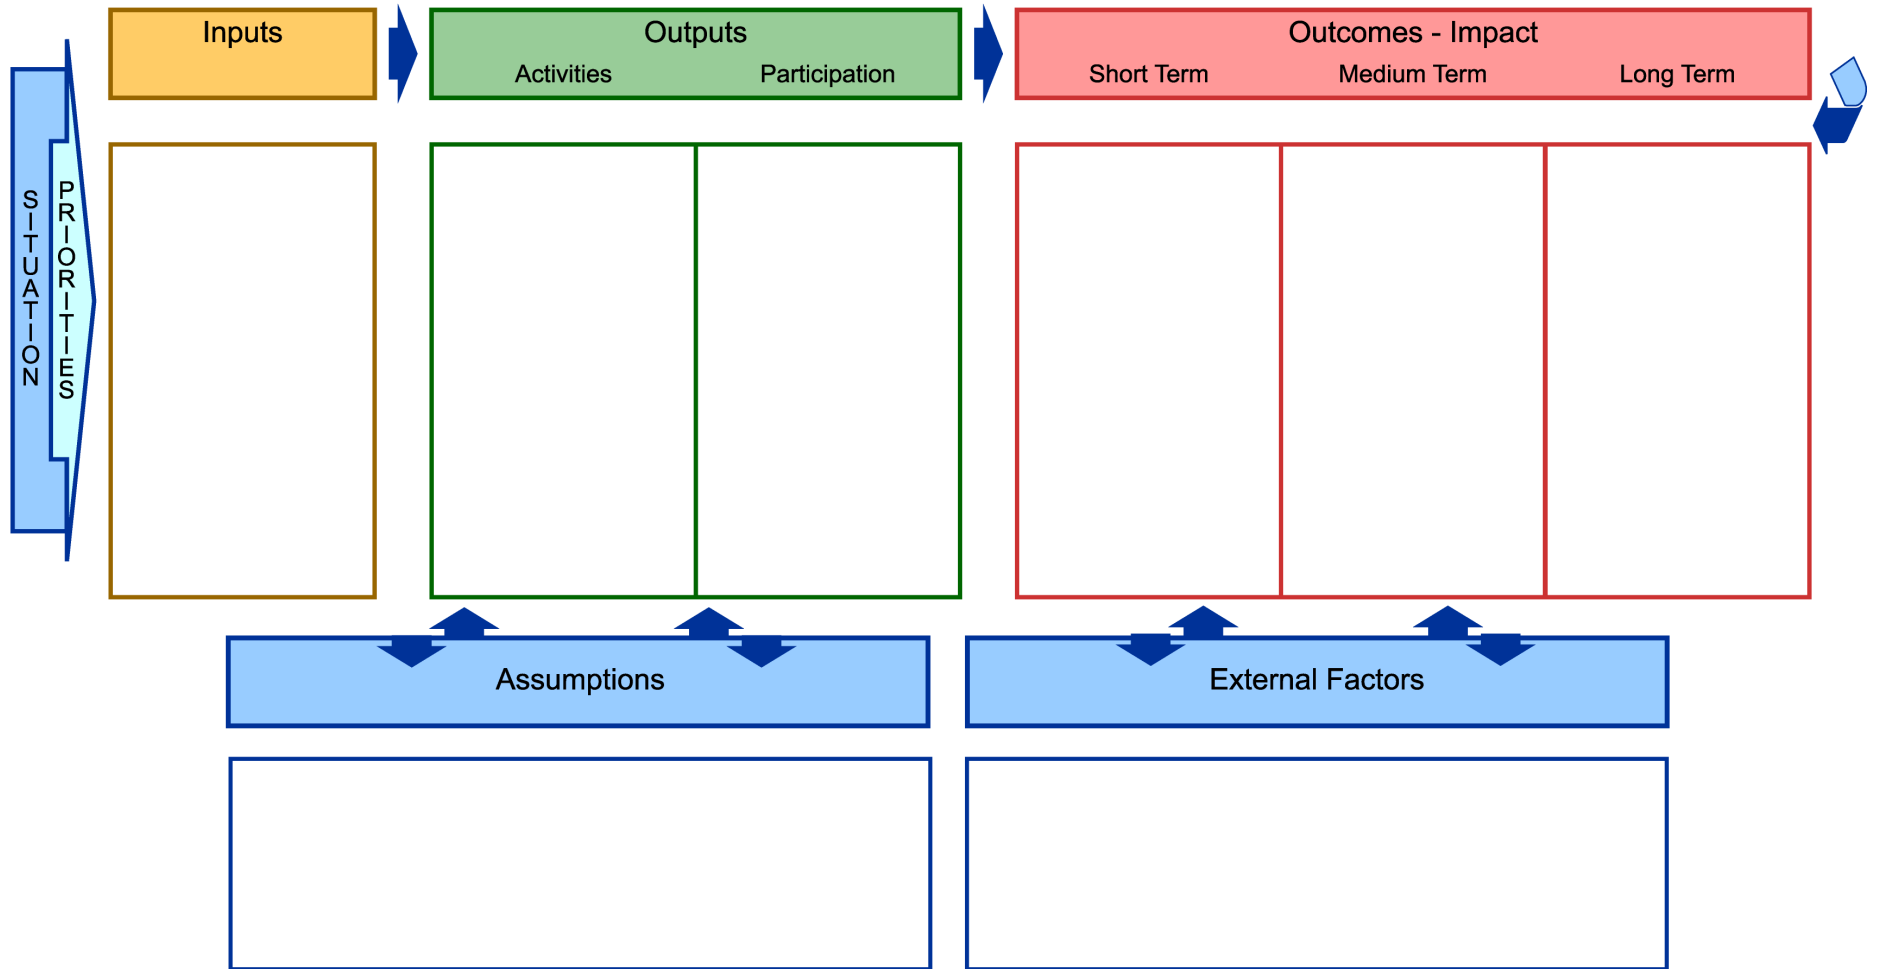 Inputs
Outputs
Activities Participation
Outcomes - Impact
Short Term Medium Term Long Term
SITUATION
PRIORITIES
Assumptions
External Factors